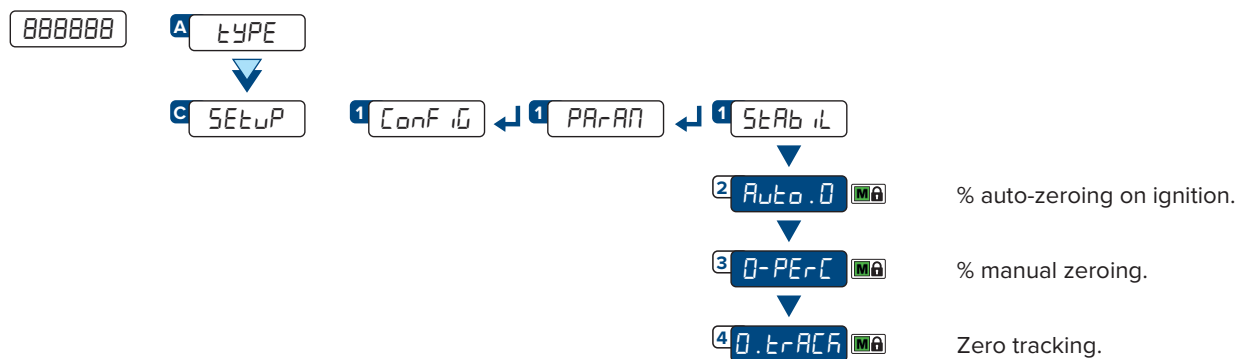 888888 A tYPE
C SEtuP 1 ConFiG 1 PArAM 1 StAbiL
2 Auto.0 M % auto-zeroing on ignition.
3 0-PErC M % manual zeroing.
4 0.trACk M Zero tracking.